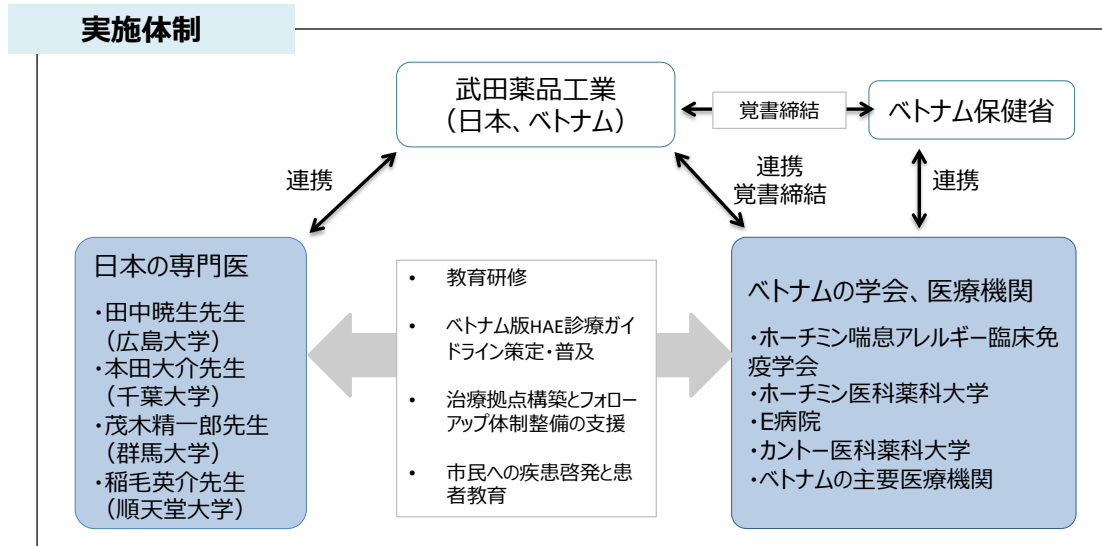 実施体制
武田薬品工業
（日本、ベトナム）
覚書締結
ベトナム保健省
連携
連携
覚書締結
連携
日本の専門医
・田中暁生先生
（広島大学）
・本田大介先生
（千葉大学）
・茂木精一郎先生
（群馬大学）
・稲毛英介先生
（順天堂大学）
• 教育研修
• ベトナム版HAE診療ガイ
ドライン策定・普及
• 治療拠点構築とフォロー
アップ体制整備の支援
• 市民への疾患啓発と患
者教育
ベトナムの学会、医療機関
・ホーチミン喘息アレルギー臨床免
疫学会
・ホーチミン医科薬科大学
・E病院
・カントー医科薬科大学
・ベトナムの主要医療機関